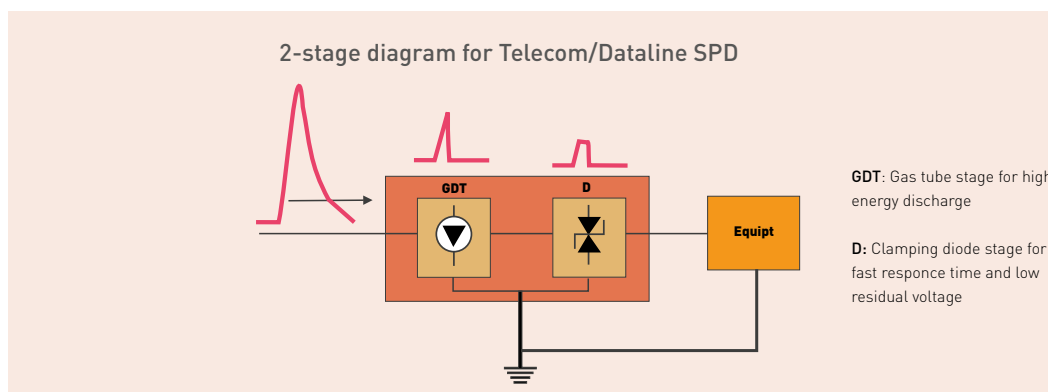 2-stage diagram for Telecom/Dataline SPD
GDT
D
Equipt
GDT: Gas tube stage for high
energy discharge
D: Clamping diode stage for
fast responce time and low
residual voltage